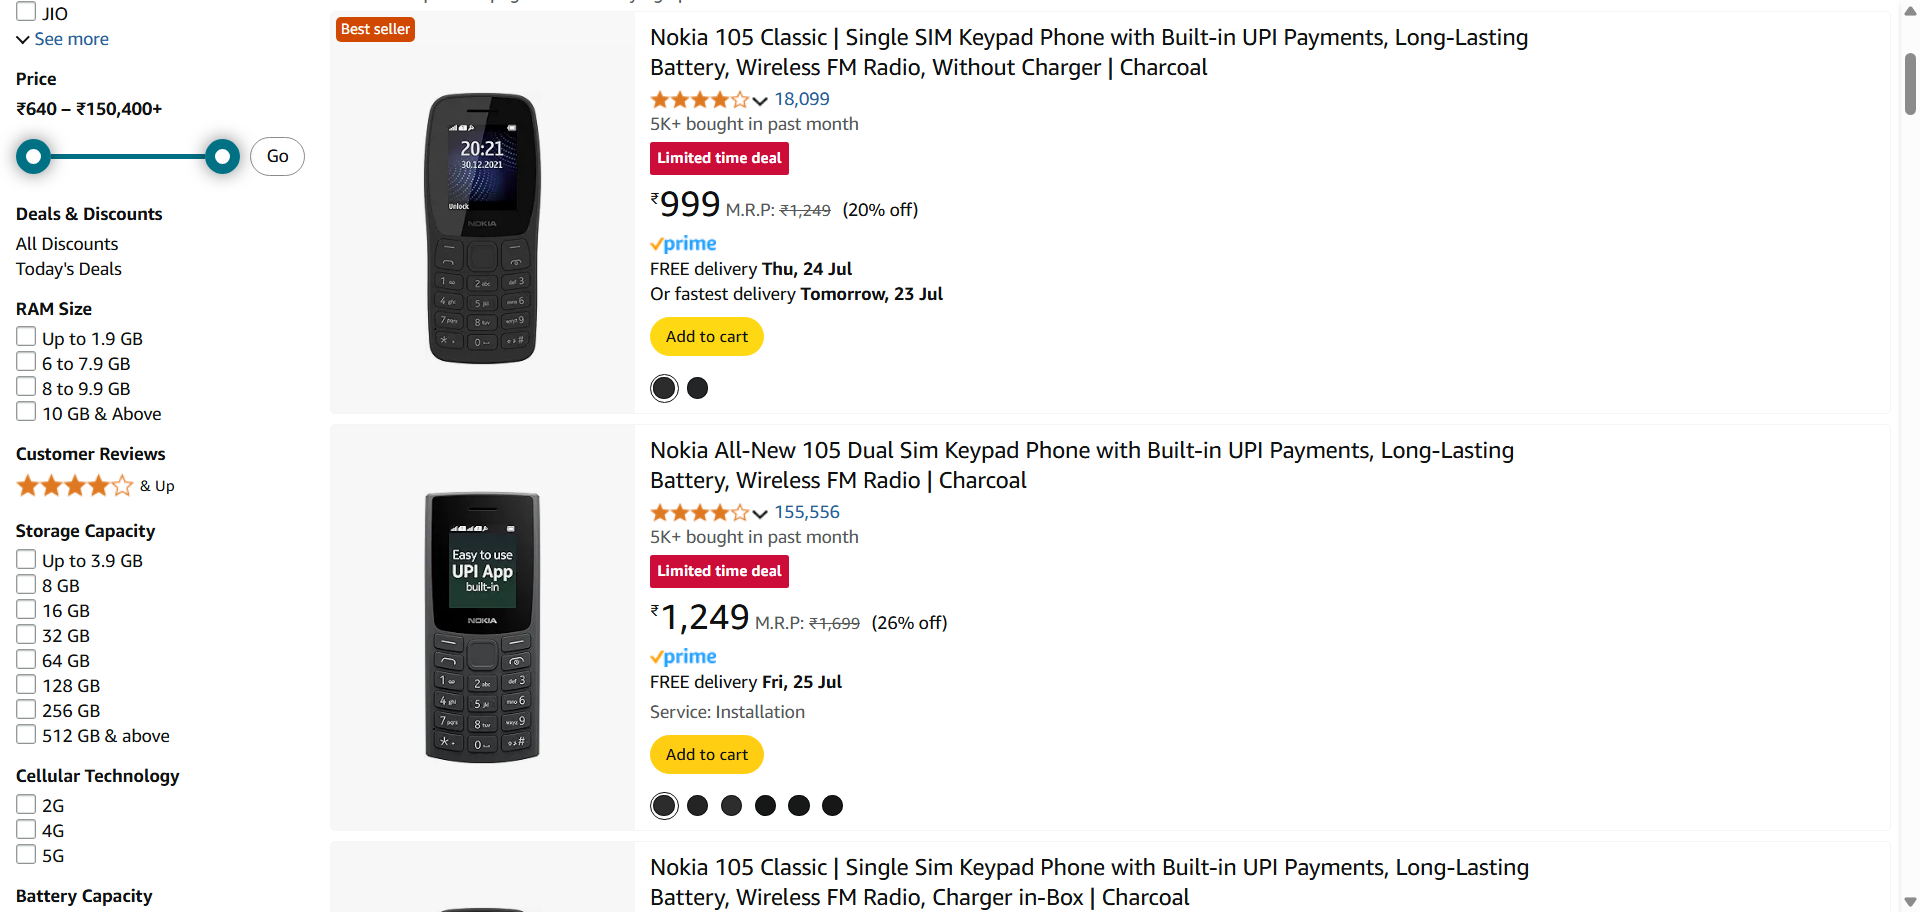 JIO
See more
Price
₹640 – ₹150,400+
Go
Deals & Discounts
All Discounts
Today's Deals
RAM Size
Up to 1.9 GB
6 to 7.9 GB
8 to 9.9 GB
10 GB & Above
Customer Reviews
& Up
Storage Capacity
Up to 3.9 GB
8 GB
16 GB
32 GB
64 GB
128 GB
256 GB
512 GB & above
Cellular Technology
2G
4G
5G
Battery Capacity
Best seller
20:21
30.12.2021
Unlock
NOKIA
Nokia 105 Classic | Single SIM Keypad Phone with Built-in UPI Payments, Long-Lasting
Battery, Wireless FM Radio, Without Charger | Charcoal
18,099
5K+ bought in past month
Limited time deal
₹999 M.R.P: ₹1,249 (20% off)
prime
FREE delivery Thu, 24 Jul
Or fastest delivery Tomorrow, 23 Jul
Add to cart
Easy to use
UPI App
built-in
NOKIA
Nokia All-New 105 Dual Sim Keypad Phone with Built-in UPI Payments, Long-Lasting
Battery, Wireless FM Radio | Charcoal
155,556
5K+ bought in past month
Limited time deal
₹1,249 M.R.P: ₹1,699 (26% off)
prime
FREE delivery Fri, 25 Jul
Service: Installation
Add to cart
Nokia 105 Classic | Single Sim Keypad Phone with Built-in UPI Payments, Long-Lasting
Battery, Wireless FM Radio, Charger in-Box | Charcoal